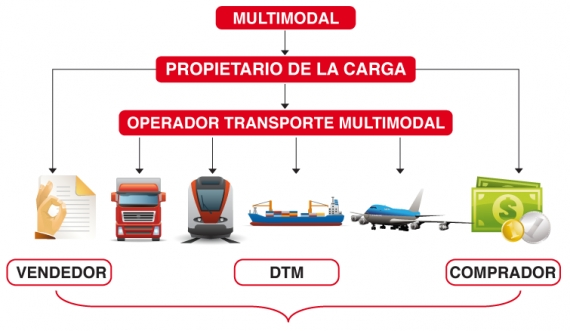 MULTIMODAL
PROPIETARIO DE LA CARGA
OPERADOR TRANSPORTE MULTIMODAL
VENDEDOR
DTM
COMPRADOR